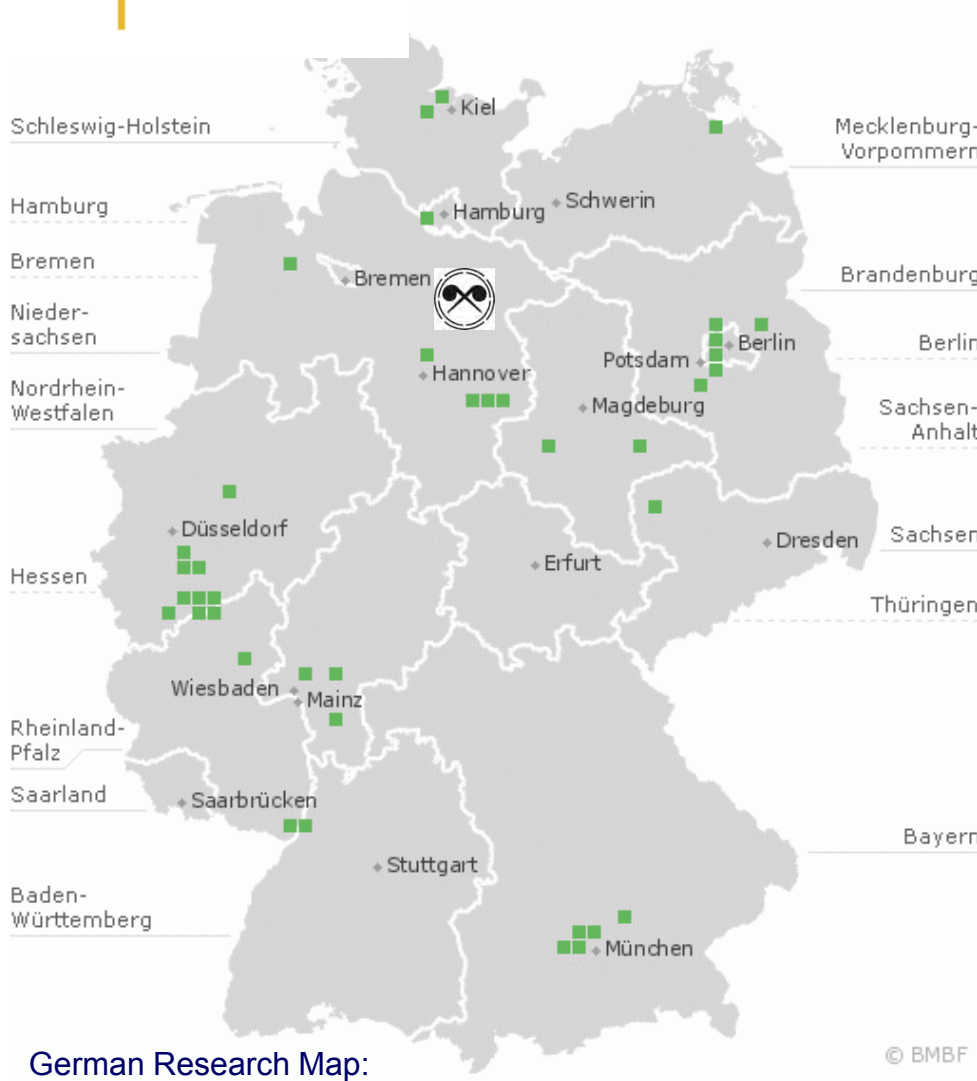 Kiel
Schleswig-Holstein
Mecklenburg-
Vorpommern
Hamburg
Hamburg
Schwerin
Bremen
Bremen
Brandenburg
Nieder-
sachsen
Berlin
Berlin
Potsdam
Hannover
Nordrhein-
Westfalen
Magdeburg
Sachsen-
Anhalt
Düsseldorf
Dresden
Sachsen
Hessen
Erfurt
Thüringen
Wiesbaden
Mainz
Rheinland-
Pfalz
Saarland
Saarbrücken
Bayern
Stuttgart
Baden-
Württemberg
München
© BMBF
German Research Map: